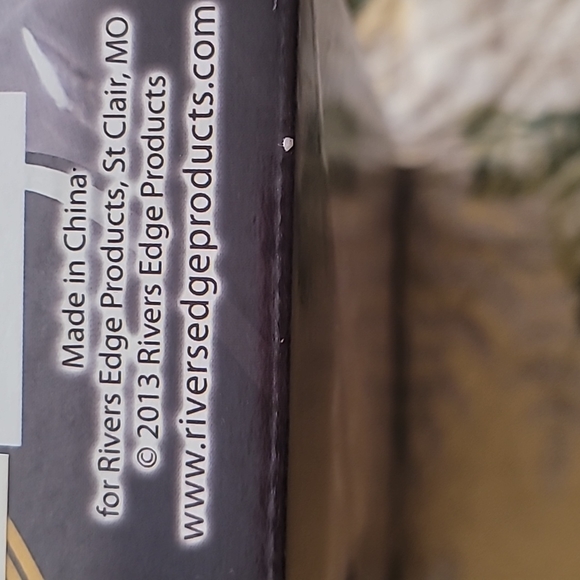 Made in China
for Rivers Edge Products, St Clair, MO
© 2013 Rivers Edge Products
www.riversedgeproducts.com